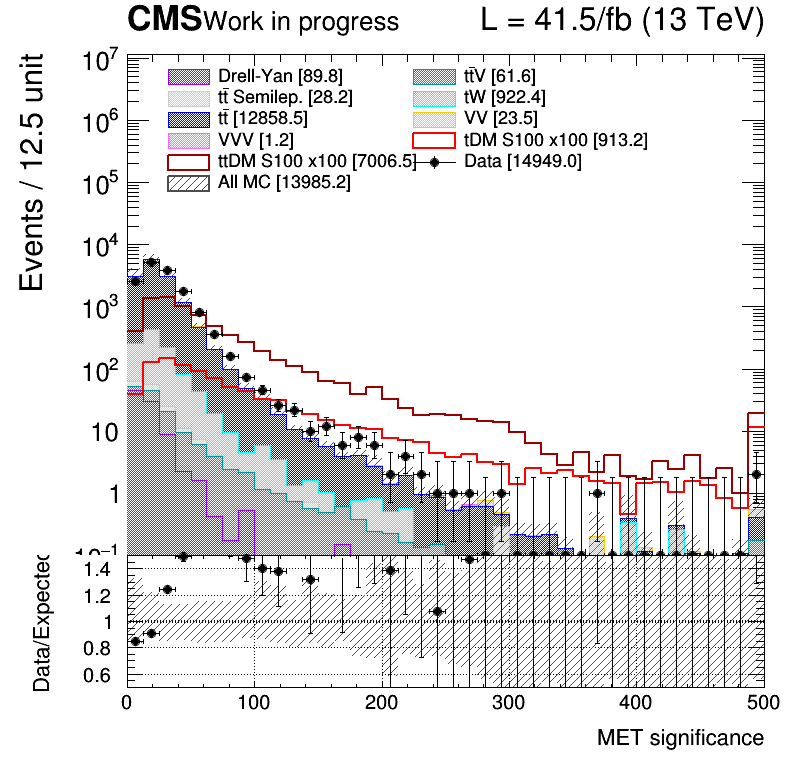 CMS Work in progress L = 41.5/fb (13 TeV)
Events / 12.5 unit
Drell-Yan [89.8] tt̄V [61.6]
tt̄ Semilep. [28.2] tW [922.4]
tt̄ [12858.5] VV [23.5]
VVV [1.2] tDM S100 x100 [913.2]
ttDM S100 x100 [7006.5] Data [14949.0]
All MC [13985.2]
10⁷
10⁶
10⁵
10⁴
10³
10²
10
1
10⁻¹
Data/Expected
1.4
1.2
1
0.8
0.6
0 100 200 300 400 500
MET significance